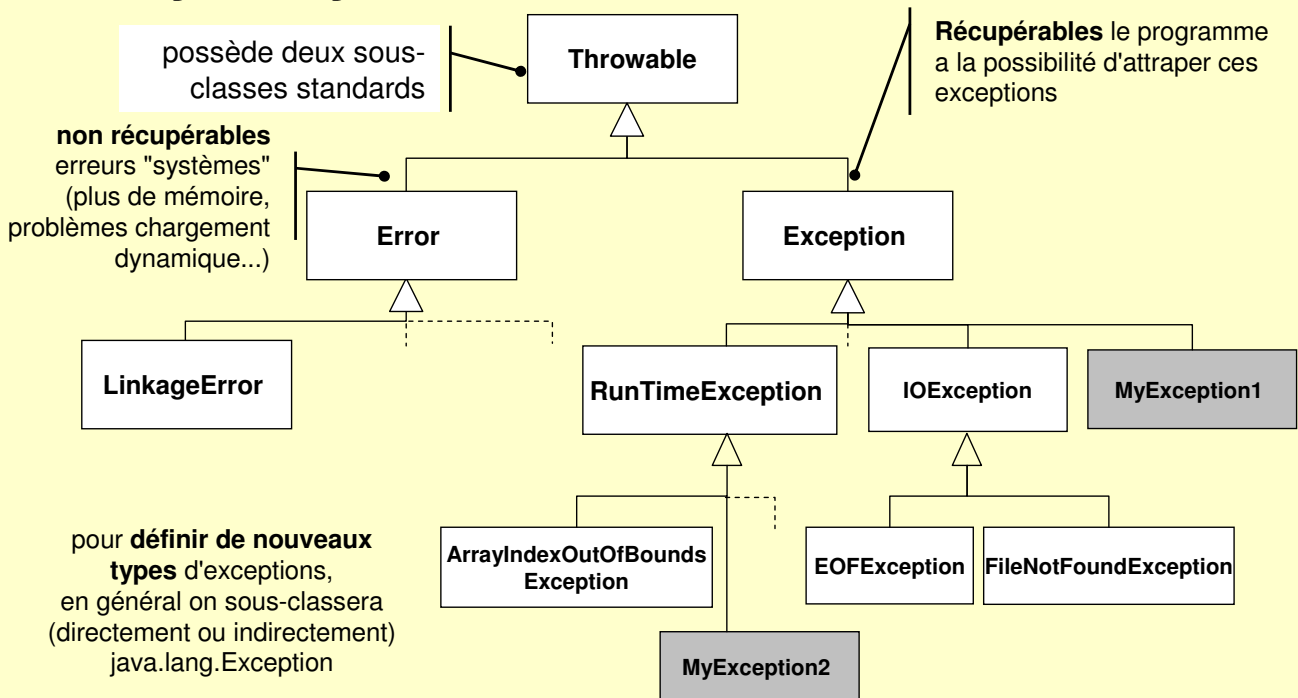 possède deux sous-
classes standards
Throwable
Récupérables le programme
a la possibilité d'attraper ces
exceptions
non récupérables
erreurs "systèmes"
(plus de mémoire,
problèmes chargement
dynamique...)
Error
Exception
LinkageError
RunTimeException
IOException
MyException1
pour définir de nouveaux
types d'exceptions,
en général on sous-classera
(directement ou indirectement)
java.lang.Exception
ArrayIndexOutOfBounds
Exception
EOFException
FileNotFoundException
MyException2